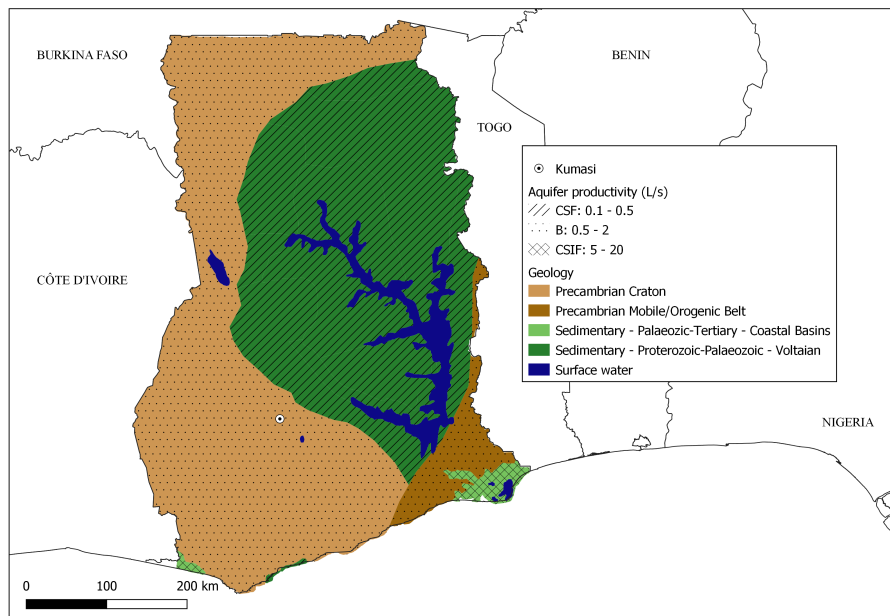 BURKINA FASO
BENIN
TOGO
CÔTE D'IVOIRE
NIGERIA
Kumasi
Aquifer productivity (L/s)
CSF: 0.1 - 0.5
B: 0.5 - 2
CSIF: 5 - 20
Geology
Precambrian Craton
Precambrian Mobile/Orogenic Belt
Sedimentary - Palaeozic-Tertiary - Coastal Basins
Sedimentary - Proterozoic-Palaeozoic - Voltaian
Surface water
0 100 200 km